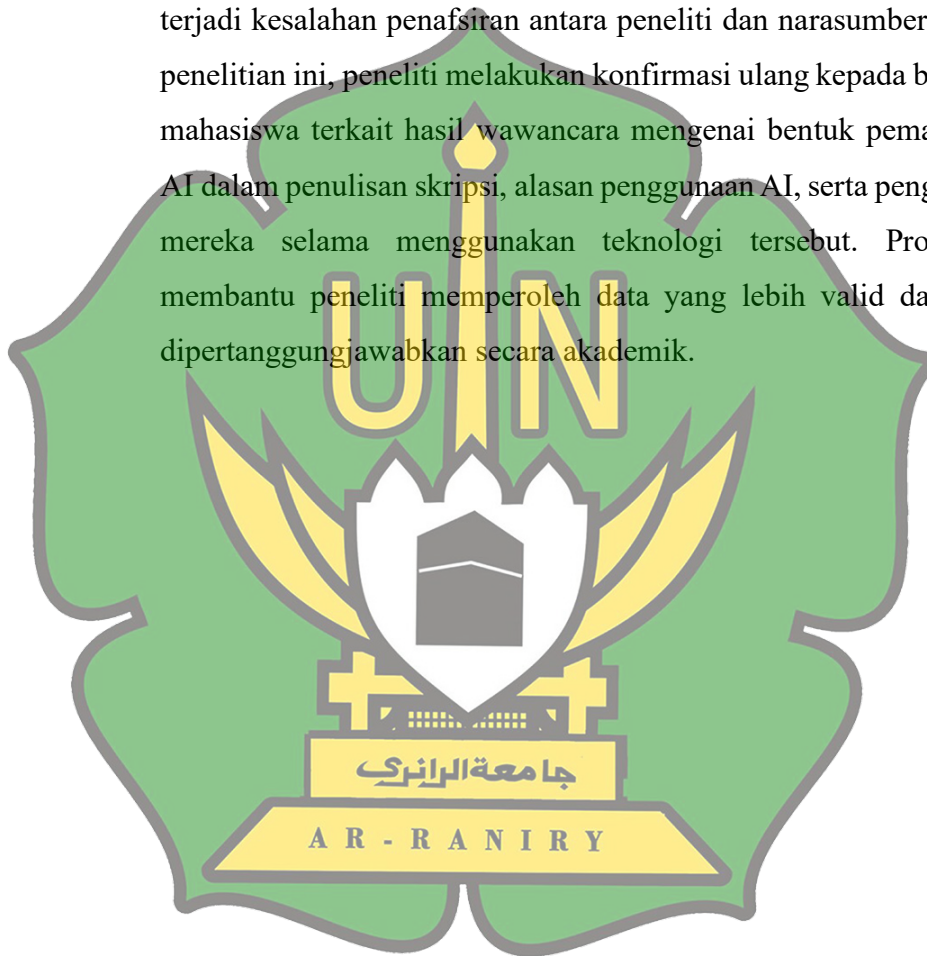 terjadi kesalahan penafsiran antara peneliti dan narasumber
penelitian ini, peneliti melakukan konfirmasi ulang kepada b
mahasiswa terkait hasil wawancara mengenai bentuk pema
AI dalam penulisan skripsi, alasan penggunaan AI, serta peng
mereka selama menggunakan teknologi tersebut. Pro
membantu peneliti memperoleh data yang lebih valid da
dipertanggungjawabkan secara akademik.
UIN
جامعة الرانري
AR-RANIRY